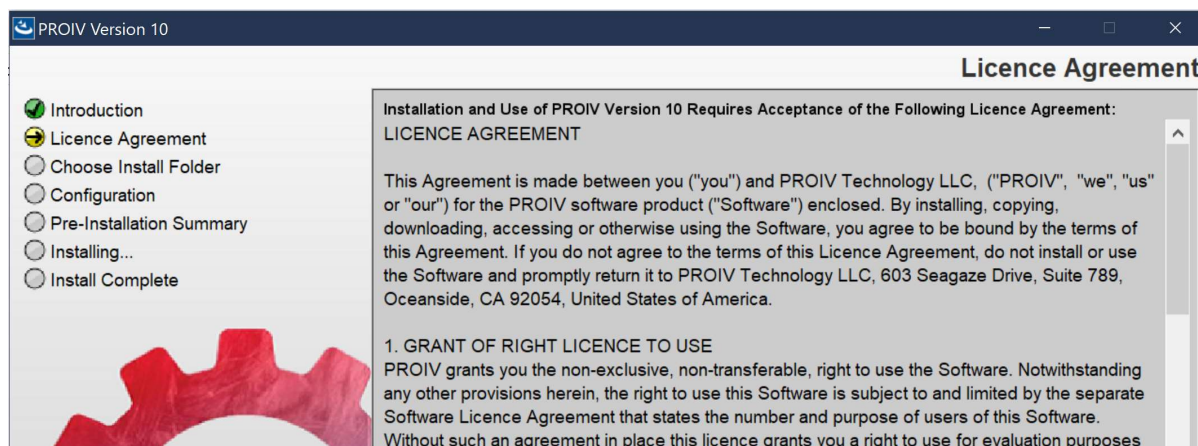 PROIV Version 10
Licence Agreement
Introduction
Licence Agreement
Choose Install Folder
Configuration
Pre-Installation Summary
Installing...
Install Complete
Installation and Use of PROIV Version 10 Requires Acceptance of the Following Licence Agreement:
LICENCE AGREEMENT
This Agreement is made between you ("you") and PROIV Technology LLC, ("PROIV", "we", "us"
or "our") for the PROIV software product ("Software") enclosed. By installing, copying,
downloading, accessing or otherwise using the Software, you agree to be bound by the terms of
this Agreement. If you do not agree to the terms of this Licence Agreement, do not install or use
the Software and promptly return it to PROIV Technology LLC, 603 Seagaze Drive, Suite 789,
Oceanside, CA 92054, United States of America.
1. GRANT OF RIGHT LICENCE TO USE
PROIV grants you the non-exclusive, non-transferable, right to use the Software. Notwithstanding
any other provisions herein, the right to use this Software is subject to and limited by the separate
Software Licence Agreement that states the number and purpose of users of this Software.
Without such an agreement in place this licence grants you a right to use for evaluation purposes